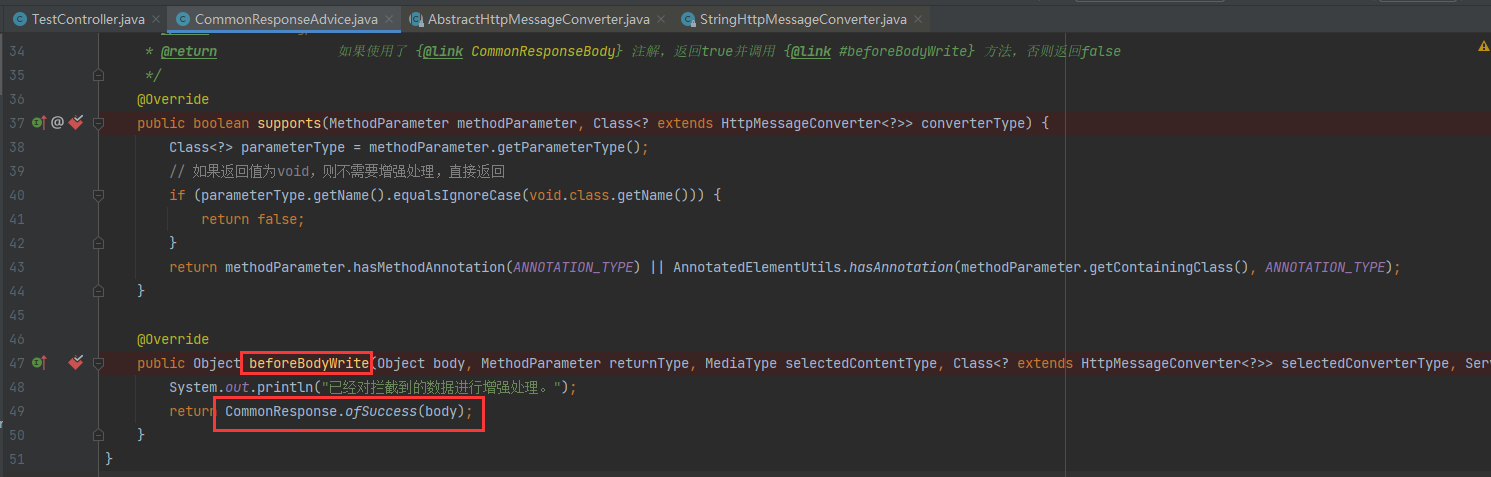 TestController.java × CommonResponseAdvice.java × AbstractHttpMessageConverter.java × StringHttpMessageConverter.java ×
34 * @return 如果使用了 {@link CommonResponseBody} 注解，返回true并调用 {@link #beforeBodyWrite} 方法，否则返回false
35 */
36 @Override
37 public boolean supports(MethodParameter methodParameter, Class<? extends HttpMessageConverter<?>> converterType) {
38 Class<?> parameterType = methodParameter.getParameterType();
39 // 如果返回值为void，则不需要增强处理，直接返回
40 if (parameterType.getName().equalsIgnoreCase(void.class.getName())) {
41 return false;
42 }
43 return methodParameter.hasMethodAnnotation(ANNOTATION_TYPE) || AnnotatedElementUtils.hasAnnotation(methodParameter.getContainingClass(), ANNOTATION_TYPE);
44 }
45
46 @Override
47 public Object beforeBodyWrite(Object body, MethodParameter returnType, MediaType selectedContentType, Class<? extends HttpMessageConverter<?>> selectedConverterType, Ser
48 System.out.println("已经对拦截到的数据进行增强处理。");
49 return CommonResponse.ofSuccess(body);
50 }
51 }